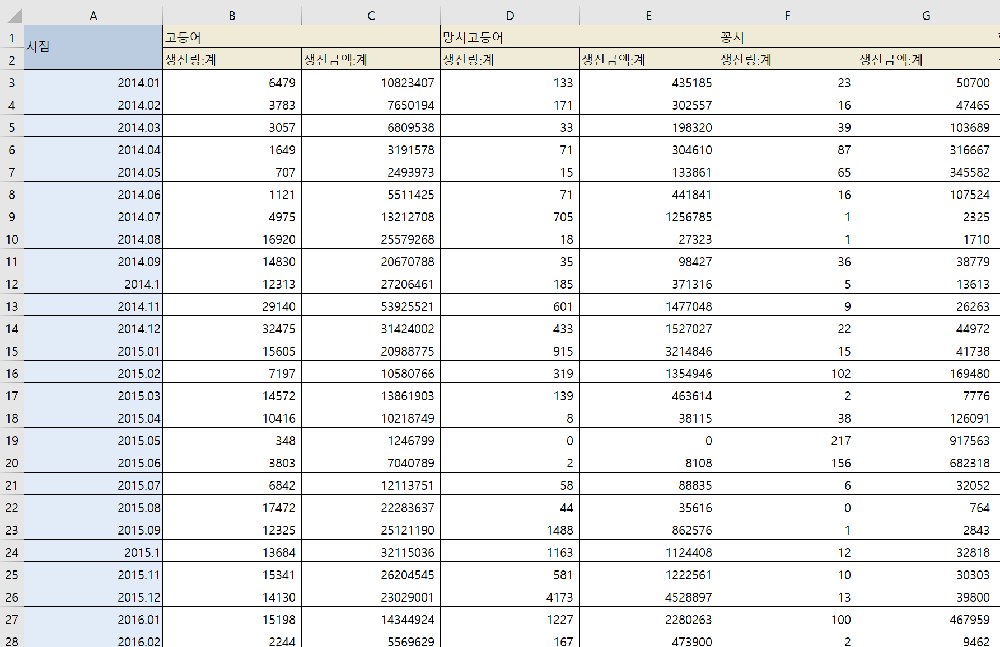 A B C D E F G
1 시점 고등어 망치고등어 꽁치
2 생산량:계 생산금액:계 생산량:계 생산금액:계 생산량:계 생산금액:계
3 2014.01 6479 10823407 133 435185 23 50700
4 2014.02 3783 7650194 171 302557 16 47465
5 2014.03 3057 6809538 33 198320 39 103689
6 2014.04 1649 3191578 71 304610 87 316667
7 2014.05 707 2493973 15 133861 65 345582
8 2014.06 1121 5511425 71 441841 16 107524
9 2014.07 4975 13212708 705 1256785 1 2325
10 2014.08 16920 25579268 18 27323 1 1710
11 2014.09 14830 20670788 35 98427 36 38779
12 2014.1 12313 27206461 185 371316 5 13613
13 2014.11 29140 53925521 601 1477048 9 26263
14 2014.12 32475 31424002 433 1527027 22 44972
15 2015.01 15605 20988775 915 3214846 15 41738
16 2015.02 7197 10580766 319 1354946 102 169480
17 2015.03 14572 13861903 139 463614 2 7776
18 2015.04 10416 10218749 8 38115 38 126091
19 2015.05 348 1246799 0 0 217 917563
20 2015.06 3803 7040789 2 8108 156 682318
21 2015.07 6842 12113751 58 88835 6 32052
22 2015.08 17472 22283637 44 35616 0 764
23 2015.09 12325 25121190 1488 862576 1 2843
24 2015.1 13684 32115036 1163 1124408 12 32818
25 2015.11 15341 26204545 581 1222561 10 30303
26 2015.12 14130 23029001 4173 4528897 13 39800
27 2016.01 15198 14344924 1227 2280263 100 467959
28 2016.02 2244 5569629 167 473900 2 9462